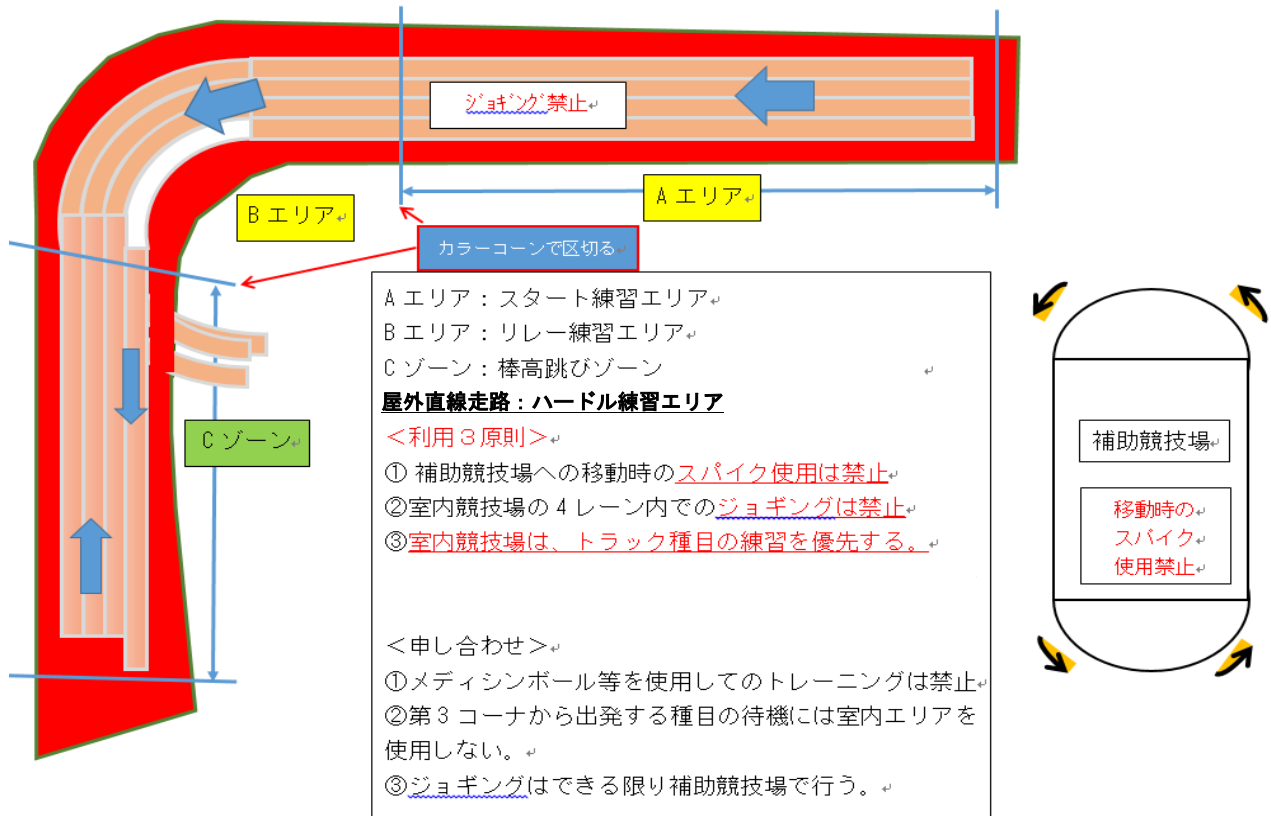 ｼﾞｮｷﾞﾝｸﾞ禁止
Aエリア
Bエリア
カラーコーンで区切る
Cゾーン
Aエリア：スタート練習エリア
Bエリア：リレー練習エリア
Cゾーン：棒高跳びゾーン
屋外直線走路：ハードル練習エリア
＜利用３原則＞
① 補助競技場への移動時のスパイク使用は禁止
②室内競技場の４レーン内でのジョギングは禁止
③室内競技場は、トラック種目の練習を優先する。
＜申し合わせ＞
①メディシンボール等を使用してのトレーニングは禁止
②第３コーナから出発する種目の待機には室内エリアを
使用しない。
③ジョギングはできる限り補助競技場で行う。
補助競技場
移動時の
スパイク
使用禁止